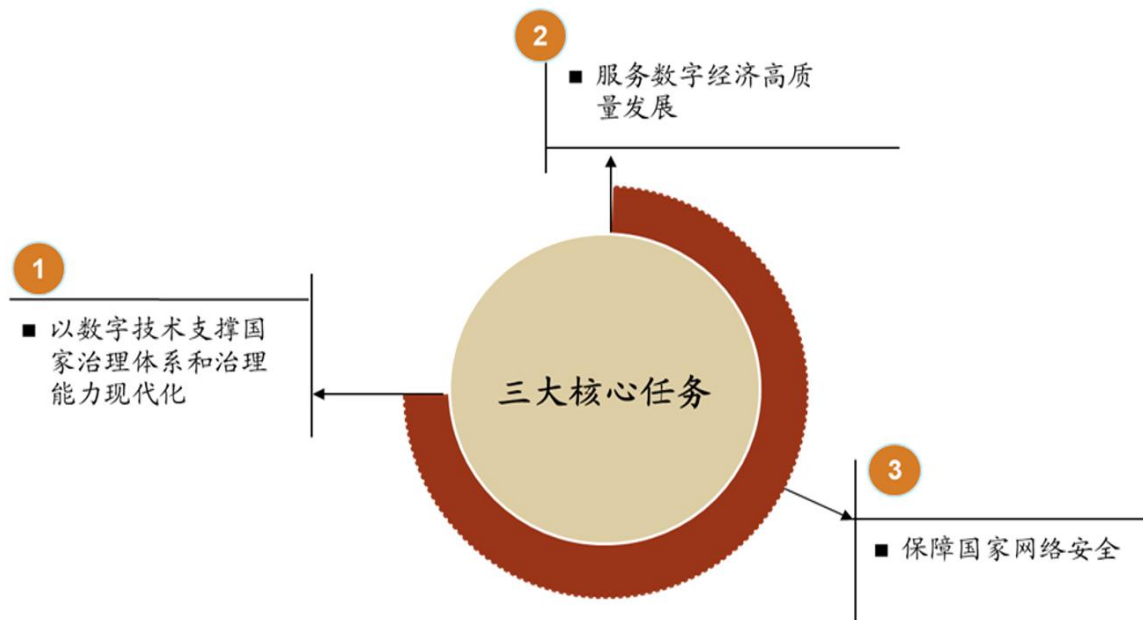 1
■ 以数字技术支撑国
家治理体系和治理
能力现代化
2
■ 服务数字经济高质
量发展
三大核心任务
3
■ 保障国家网络安全